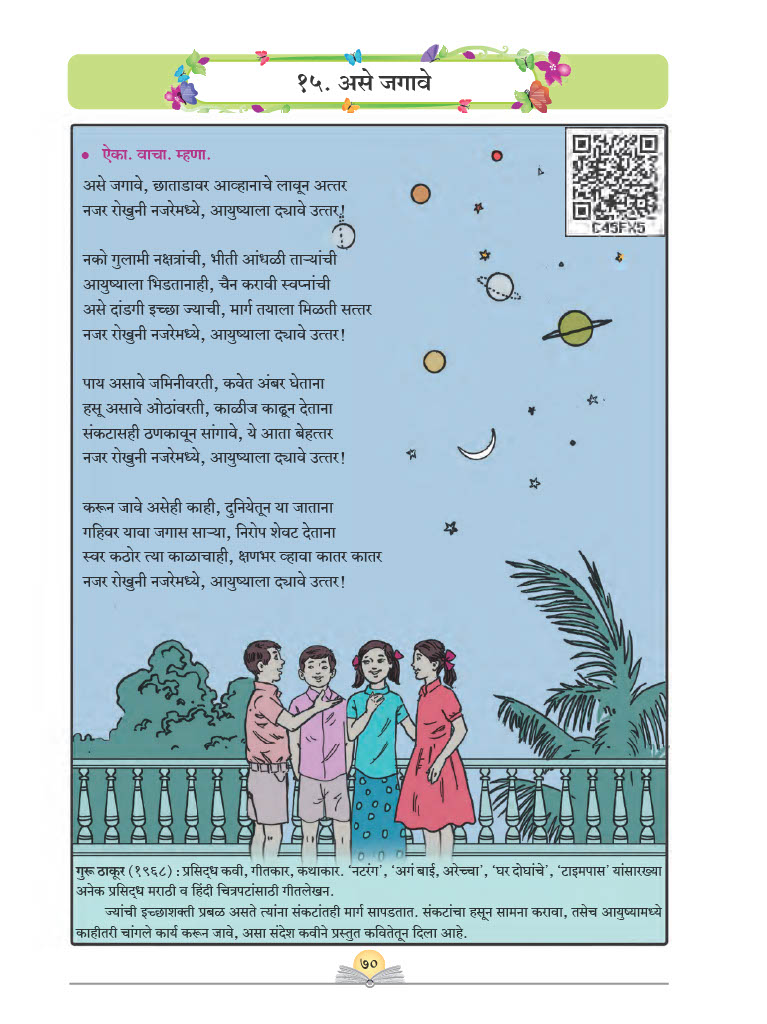 १५. असे जगावे
● ऐका. वाचा. म्हणा.
असे जगावे, छाताडावर आव्हानाचे लावून अत्तर
नजर रोखुनी नजरेमध्ये, आयुष्याला द्यावे उत्तर!
नको गुलामी नक्षत्रांची, भीती आंधळी ताऱ्यांची
आयुष्याला भिडतानाही, चैन करावी स्वप्नांची
असे दांडगी इच्छा ज्याची, मार्ग तयाला मिळती सत्तर
नजर रोखुनी नजरेमध्ये, आयुष्याला द्यावे उत्तर!
पाय असावे जमिनीवरती, कवेत अंबर घेताना
हसू असावे ओठांवरती, काळीज काढून देताना
संकटासही ठणकावून सांगावे, ये आता बेहत्तर
नजर रोखुनी नजरेमध्ये, आयुष्याला द्यावे उत्तर!
करून जावे असेही काही, दुनियेतून या जाताना
गहिवर यावा जगास साऱ्या, निरोप शेवट देताना
स्वर कठोर त्या काळाचाही, क्षणभर व्हावा कातर कातर
नजर रोखुनी नजरेमध्ये, आयुष्याला द्यावे उत्तर!
C45FX5
गुरू ठाकूर (१९६८) : प्रसिद्ध कवी, गीतकार, कथाकार. ‘नटरंग’, ‘अगं बाई, अरेच्चा’, ‘घर दोघांचे’, ‘टाइमपास’ यांसारख्या
अनेक प्रसिद्ध मराठी व हिंदी चित्रपटांसाठी गीतलेखन.
ज्यांची इच्छाशक्ती प्रबळ असते त्यांना संकटांतही मार्ग सापडतात. संकटांचा हसून सामना करावा, तसेच आयुष्यामध्ये
काहीतरी चांगले कार्य करून जावे, असा संदेश कवीने प्रस्तुत कवितेतून दिला आहे.
७०